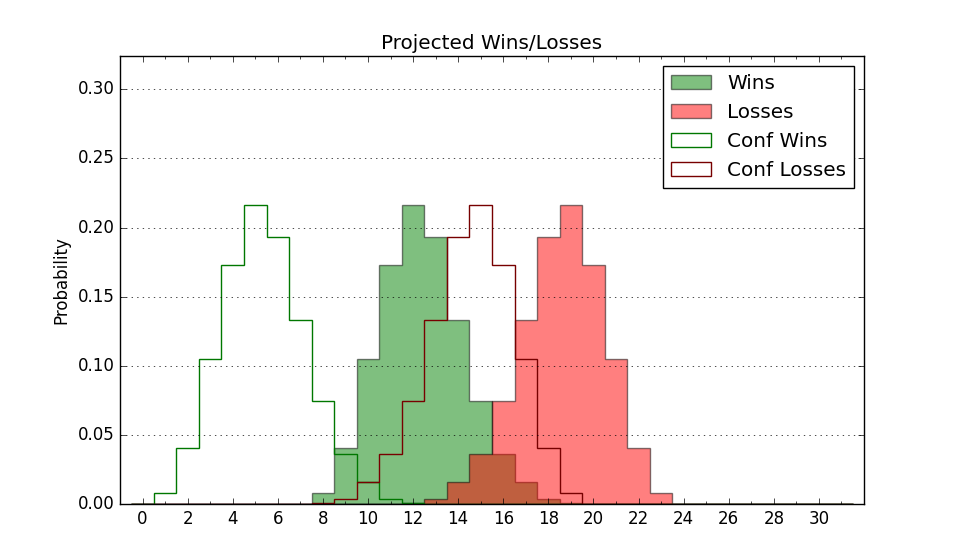 Projected Wins/Losses
0.30
0.25
0.20
0.15
0.10
0.05
0.00
Probability
Wins
Losses
Conf Wins
Conf Losses
0 2 4 6 8 10 12 14 16 18 20 22 24 26 28 30